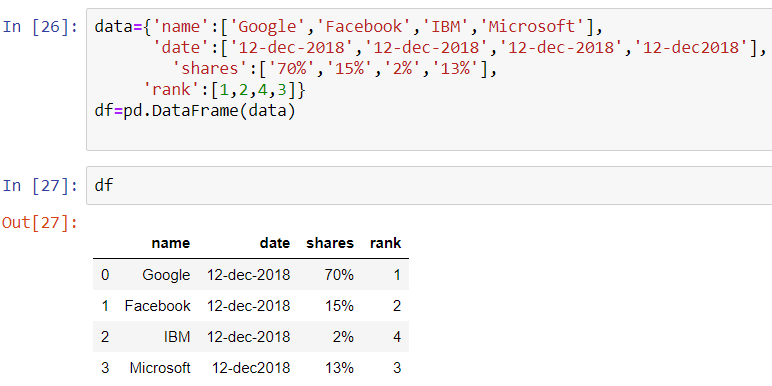 In [26]: data={'name':['Google','Facebook','IBM','Microsoft'],
'date':['12-dec-2018','12-dec-2018','12-dec-2018','12-dec2018'],
'shares':['70%','15%','2%','13%'],
'rank':[1,2,4,3]}
df=pd.DataFrame(data)
In [27]: df
Out[27]:
name date shares rank
0 Google 12-dec-2018 70% 1
1 Facebook 12-dec-2018 15% 2
2 IBM 12-dec-2018 2% 4
3 Microsoft 12-dec2018 13% 3